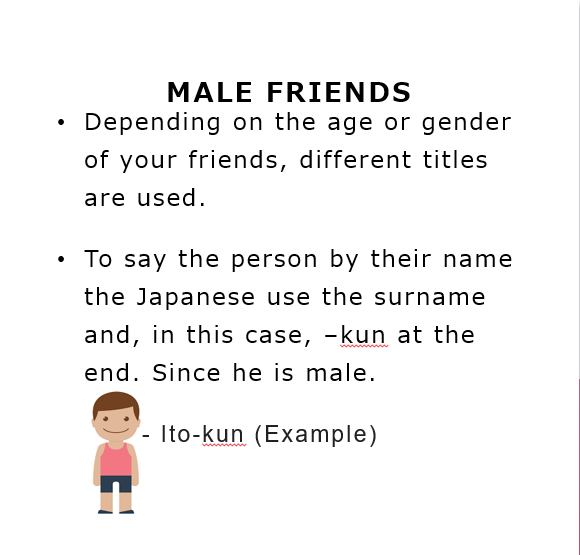 MALE FRIENDS
• Depending on the age or gender
of your friends, different titles
are used.
• To say the person by their name
the Japanese use the surname
and, in this case, –kun at the
end. Since he is male.
- Ito-kun (Example)